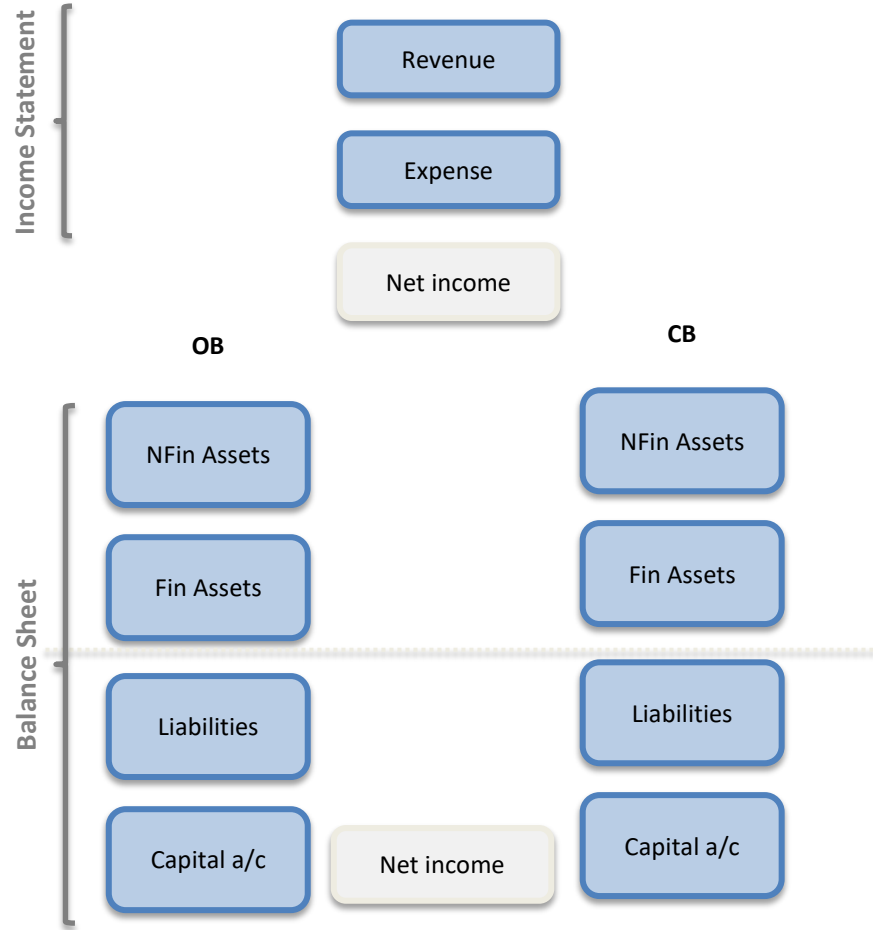 Income Statement
Revenue
Expense
Net income
OB
CB
Balance Sheet
NFin Assets
NFin Assets
Fin Assets
Fin Assets
Liabilities
Liabilities
Capital a/c
Net income
Capital a/c